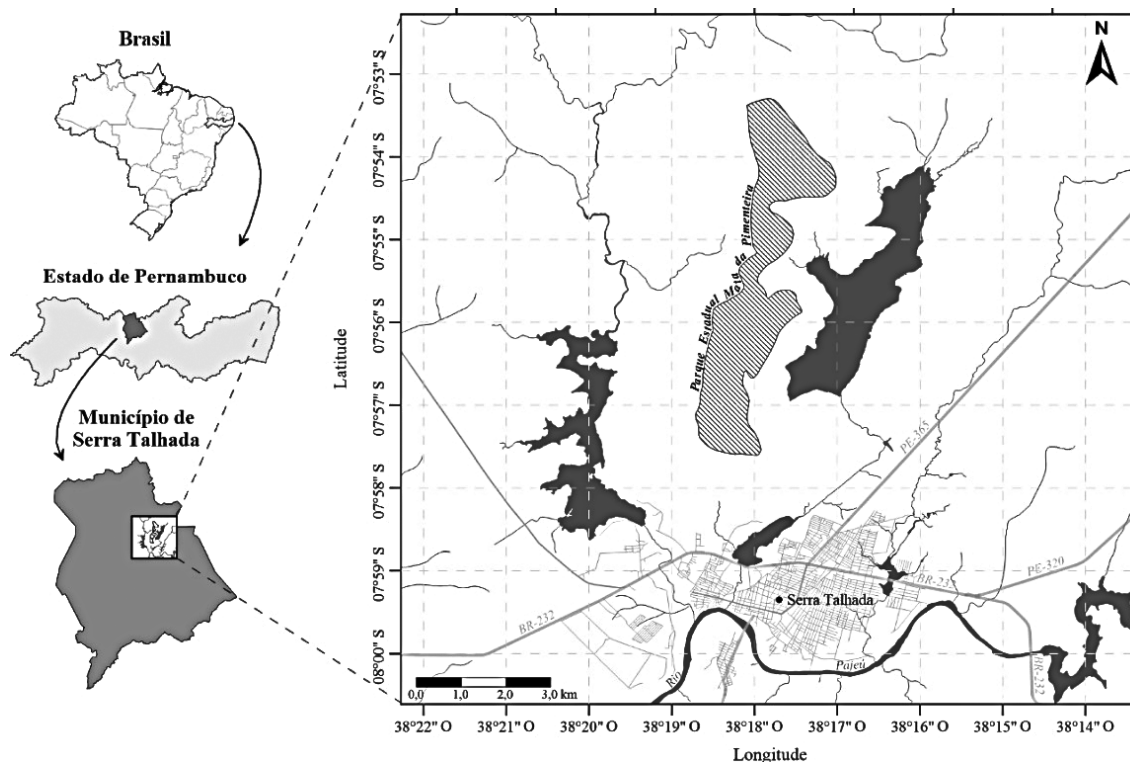 Brasil
Estado de Pernambuco
Município de
Serra Talhada
N
Latitude
07°53" S
07°54" S
07°55" S
07°56" S
07°57" S
07°58" S
07°59" S
08°00" S
Parque Estadual Mata da Pimenteira
PE-365
PE-320
BR-232
BR-23
BR-232
Serra Talhada
Rio
Pajeú
0,0 1,0 2,0 3,0 km
38°22" O 38°21" O 38°20" O 38°19" O 38°18" O 38°17" O 38°16" O 38°15" O 38°14" O
Longitude